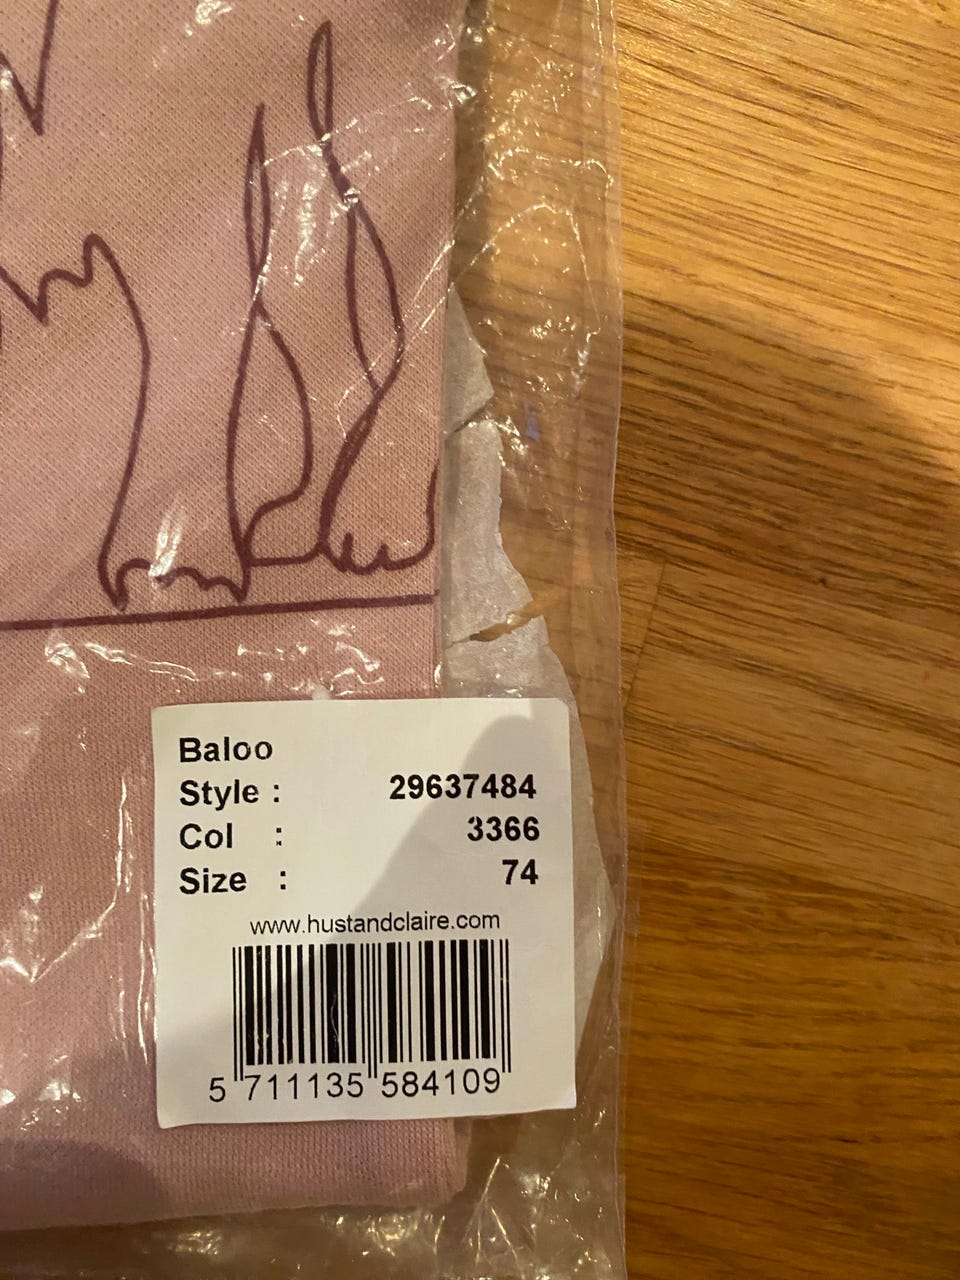 Baloo
Style : 29637484
Col : 3366
Size : 74
www.hustandclaire.com
5 711135 584109